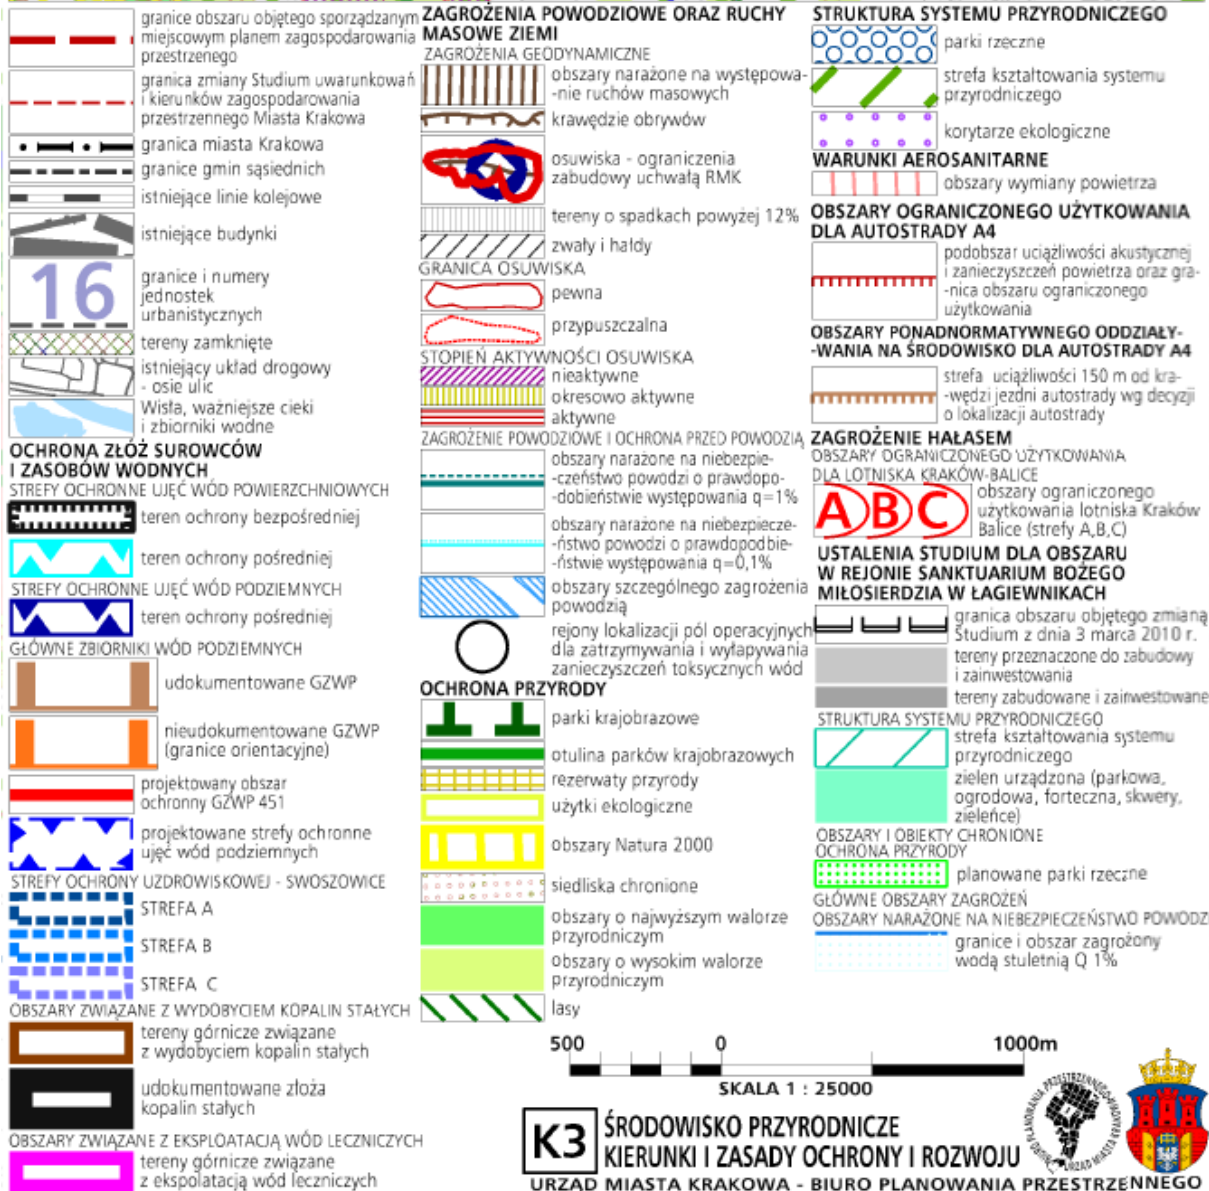 granice obszaru objętego sporządzanym
miejscowym planem zagospodarowania
przestrzenego
granica zmiany Studium uwarunkowań
i kierunków zagospodarowania
przestrzennego Miasta Krakowa
granica miasta Krakowa
granice gmin sąsiednich
istniejące linie kolejowe
istniejące budynki
16
granice i numery
jednostek
urbanistycznych
tereny zamknięte
istniejący układ drogowy
- osie ulic
Wisła, ważniejsze cieki
i zbiorniki wodne
OCHRONA ZŁÓŻ SUROWCÓW
I ZASOBÓW WODNYCH
STREFY OCHRONNE UJĘĆ WÓD POWIERZCHNIOWYCH
teren ochrony bezpośredniej
teren ochrony pośredniej
STREFY OCHRONNE UJĘĆ WÓD PODZIEMNYCH
teren ochrony pośredniej
GŁÓWNE ZBIORNIKI WÓD PODZIEMNYCH
udokumentowane GZWP
nieudokumentowane GZWP
(granice orientacyjne)
projektowany obszar
ochronny GZWP 451
projektowane strefy ochronne
ujęć wód podziemnych
STREFY OCHRONY UZDROWISKOWEJ - SWOSZOWICE
STREFA A
STREFA B
STREFA C
OBSZARY ZWIĄZANE Z WYDOBYCIEM KOPALIN STAŁYCH
tereny górnicze związane
z wydobyciem kopalin stałych
udokumentowane złoża
kopalin stałych
OBSZARY ZWIĄZANE Z EKSPLOATACJĄ WÓD LECZNICZYCH
tereny górnicze związane
z ekspolatacją wód leczniczych
ZAGROŻENIA POWODZIOWE ORAZ RUCHY
MASOWE ZIEMI
ZAGROŻENIA GEODYNAMICZNE
obszary narażone na występowa-
-nie ruchów masowych
krawędzie obrywów
osuwiska - ograniczenia
zabudowy uchwałą RMK
tereny o spadkach powyżej 12%
zwały i hałdy
GRANICA OSUWISKA
pewna
przypuszczalna
STOPIEŃ AKTYWNOŚCI OSUWISKA
nieaktywne
okresowo aktywne
aktywne
ZAGROŻENIE POWODZIOWE I OCHRONA PRZED POWODZIĄ
obszary narażone na niebezpie-
-czeństwo powodzi o prawdopo-
-dobieństwie występowania q=1%
obszary narażone na niebezpiecze-
-ństwo powodzi o prawdopodbie-
-ństwie występowania q=0,1%
obszary szczególnego zagrożenia
powodzią
rejony lokalizacji pól operacyjnych
dla zatrzymywania i wyłapywania
zanieczyszczeń toksycznych wód
OCHRONA PRZYRODY
parki krajobrazowe
otulina parków krajobrazowych
rezerwaty przyrody
użytki ekologiczne
obszary Natura 2000
siedliska chronione
obszary o najwyższym walorze
przyrodniczym
obszary o wysokim walorze
przyrodniczym
lasy
STRUKTURA SYSTEMU PRZYRODNICZEGO
parki rzeczne
strefa kształtowania systemu
przyrodniczego
korytarze ekologiczne
WARUNKI AEROSANITARNE
obszary wymiany powietrza
OBSZARY OGRANICZONEGO UŻYTKOWANIA
DLA AUTOSTRADY A4
podobszar uciążliwości akustycznej
i zanieczyszczeń powietrza oraz gra-
-nica obszaru ograniczonego
użytkowania
OBSZARY PONADNORMATYWNEGO ODDZIAŁY-
-WANIA NA ŚRODOWISKO DLA AUTOSTRADY A4
strefa uciążliwości 150 m od kra-
-wędzi jezdni autostrady wg decyzji
o lokalizacji autostrady
ZAGROŻENIE HAŁASEM
OBSZARY OGRANICZONEGO UŻYTKOWANIA
DLA LOTNISKA KRAKÓW-BALICE
A B C
obszary ograniczonego
użytkowania lotniska Kraków
Balice (strefy A,B,C)
USTALENIA STUDIUM DLA OBSZARU
W REJONIE SANKTUARIUM BOŻEGO
MIŁOSIERDZIA W ŁAGIEWNIKACH
granica obszaru objętego zmianą
Studium z dnia 3 marca 2010 r.
tereny przeznaczone do zabudowy
i zainwestowania
tereny zabudowane i zainwestowane
STRUKTURA SYSTEMU PRZYRODNICZEGO
strefa kształtowania systemu
przyrodniczego
zielen urządzona (parkowa,
ogrodowa, forteczna, skwery,
zieleńce)
OBSZARY I OBIEKTY CHRONIONE
OCHRONA PRZYRODY
planowane parki rzeczne
GŁÓWNE OBSZARY ZAGROŻEŃ
OBSZARY NARAŻONE NA NIEBEZPIECZEŃSTWO POWODZI
granice i obszar zagrożony
wodą stuletnią Q 1%
500 0 1000m
SKALA 1 : 25000
K3
ŚRODOWISKO PRZYRODNICZE
KIERUNKI I ZASADY OCHRONY I ROZWOJU
URZĄD MIASTA KRAKOWA - BIURO PLANOWANIA PRZESTRZENNEGO